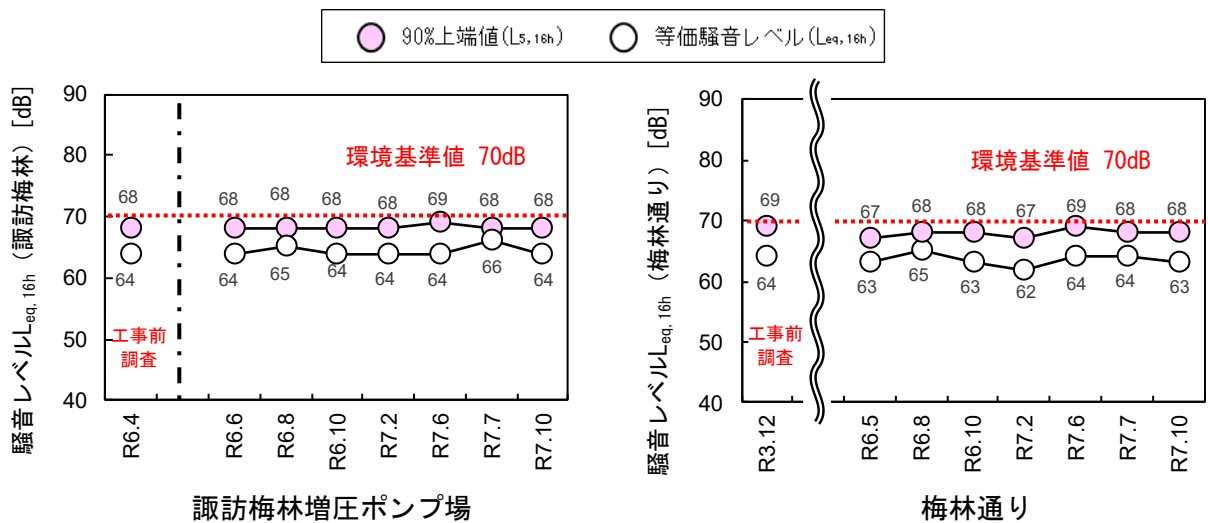 90%上端値(L5,16h) 等価騒音レベル(Leq,16h)
騒音レベルLeq,16h（諏訪梅林） [dB]
90
80
70
60
50
40
環境基準値 70dB
68 68 68 68 68 69 68 68
64 64 65 64 64 64 66 64
工事前
調査
R6.4 R6.6 R6.8 R6.10 R7.2 R7.6 R7.7 R7.10
諏訪梅林増圧ポンプ場
騒音レベルLeq,16h（梅林通り） [dB]
90
80
70
60
50
40
環境基準値 70dB
69 67 68 68 67 69 68 68
64 63 65 63 62 64 64 63
工事前
調査
R3.12 R6.5 R6.8 R6.10 R7.2 R7.6 R7.7 R7.10
梅林通り